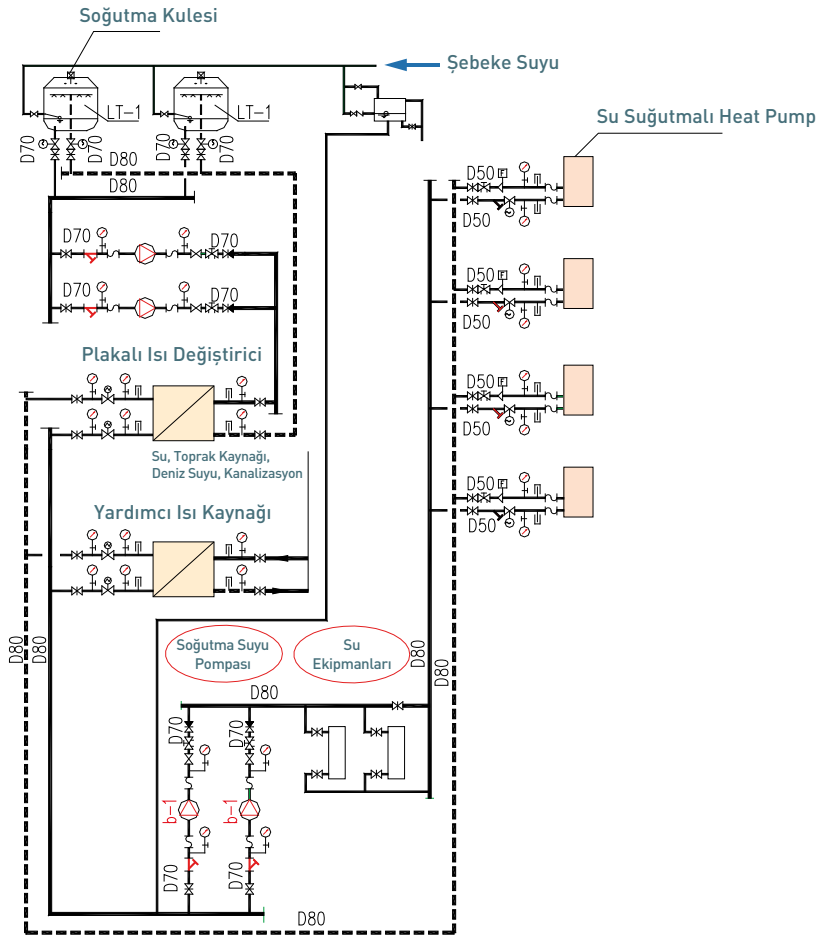 Soğutma Kulesi
Şebeke Suyu
LT-1
LT-1
Su Suğutmalı Heat Pump
D70
D70
D70
D70
D80
D80
D50
F
D50
D70
D70
D70
D70
D50
F
D50
Plakalı Isı Değiştirici
D50
F
D50
Su, Toprak Kaynağı,
Deniz Suyu, Kanalizasyon
D50
F
D50
Yardımcı Isı Kaynağı
D80
D80
Soğutma Suyu
Pompası
Su
Ekipmanları
D80
D80
D80
D70
D70
b-1
b-1
D70
D70
D80